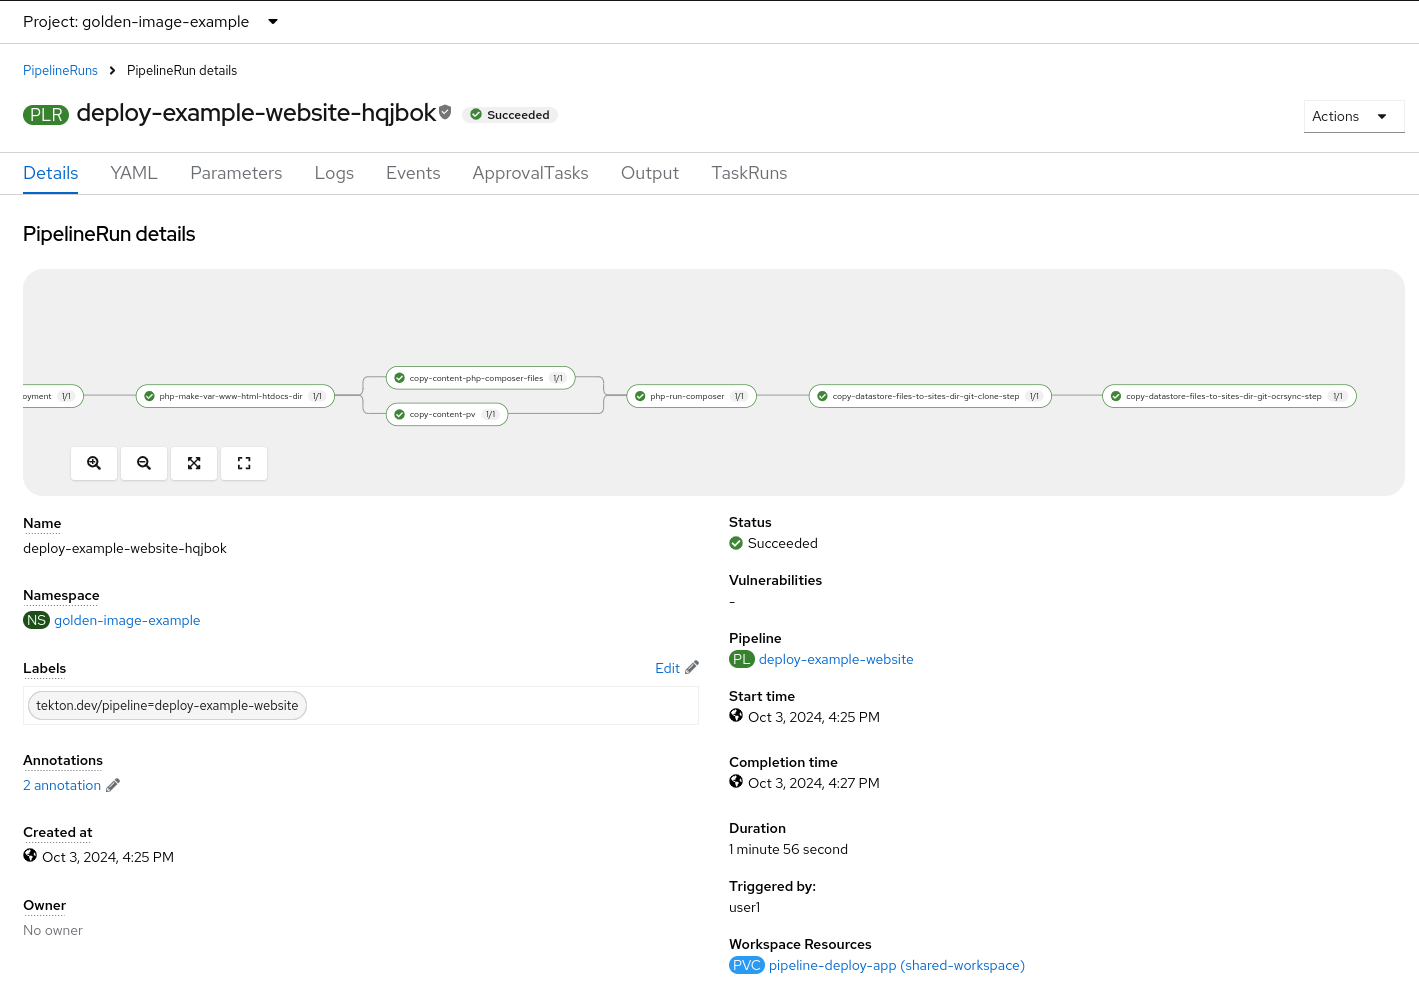 Project: golden-image-example
PipelineRuns
PipelineRun details
PLR deploy-example-website-hqjbok
Succeeded
Actions
Details YAML Parameters Logs Events ApprovalTasks Output TaskRuns
PipelineRun details
oyment 1/1
php-make-var-www-html-htdocs-dir 1/1
copy-content-php-composer-files 1/1
copy-content-pv 1/1
php-run-composer 1/1
copy-datastore-files-to-sites-dir-git-clone-step 1/1
copy-datastore-files-to-sites-dir-git-ocrsync-step 1/1
Name
deploy-example-website-hqjbok
Namespace
NS golden-image-example
Labels
Edit
tekton.dev/pipeline=deploy-example-website
Annotations
2 annotation
Created at
Oct 3, 2024, 4:25 PM
Owner
No owner
Status
Succeeded
Vulnerabilities
-
Pipeline
PL deploy-example-website
Start time
Oct 3, 2024, 4:25 PM
Completion time
Oct 3, 2024, 4:27 PM
Duration
1 minute 56 second
Triggered by:
user1
Workspace Resources
PVC pipeline-deploy-app (shared-workspace)